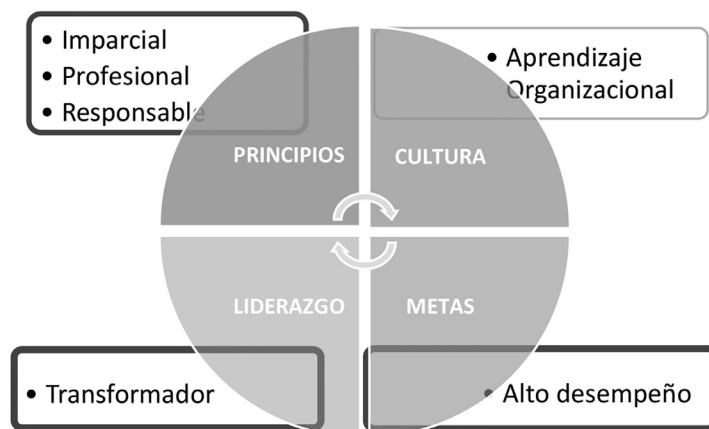 • Imparcial
• Profesional
• Responsable
• Aprendizaje
Organizacional
PRINCIPIOS
CULTURA
LIDERAZGO
METAS
• Transformador
• Alto desempeño